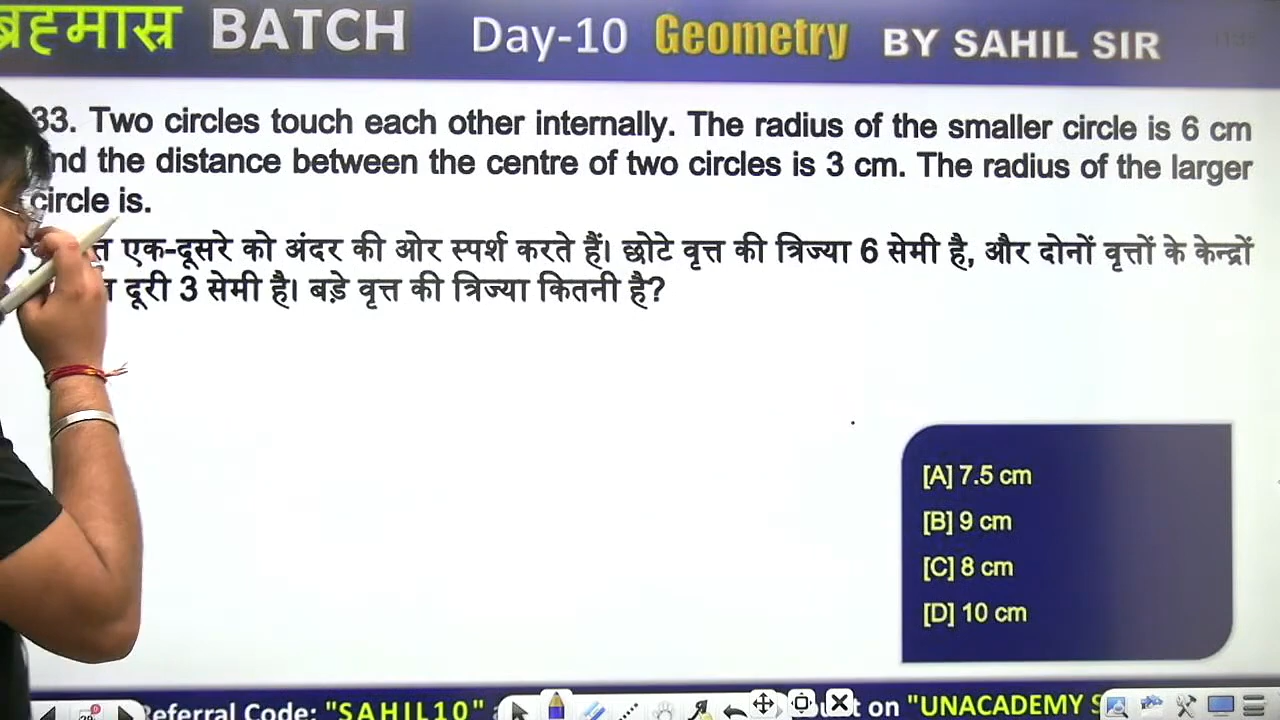 ब्रह्मास्त्र BATCH Day-10 Geometry BY SAHIL SIR
33. Two circles touch each other internally. The radius of the smaller circle is 6 cm
nd the distance between the centre of two circles is 3 cm. The radius of the larger
circle is.
एक-दूसरे को अंदर की ओर स्पर्श करते हैं। छोटे वृत्त की त्रिज्या 6 सेमी है, और दोनों वृत्तों के केन्द्रों
दूरी 3 सेमी है। बड़े वृत्त की त्रिज्या कितनी है?
[A] 7.5 cm
[B] 9 cm
[C] 8 cm
[D] 10 cm
eferral Code: "SAHIL10" on "UNACADEMY S